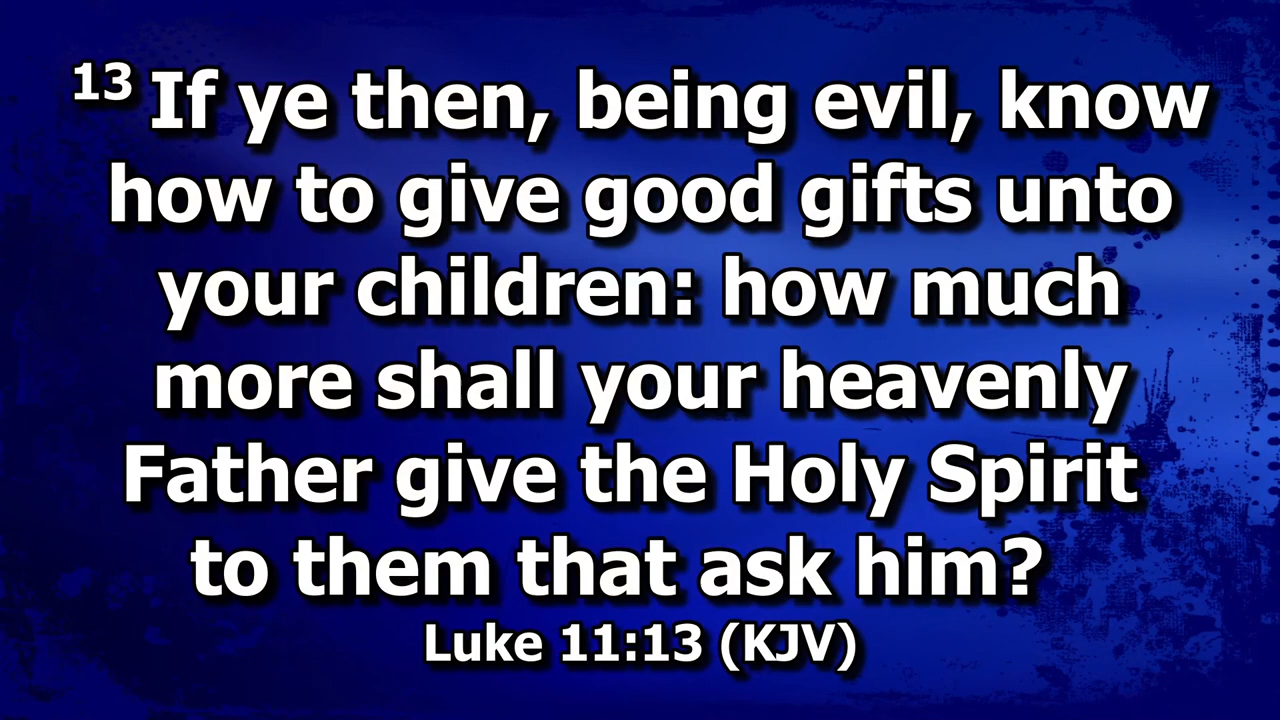 13 If ye then, being evil, know
how to give good gifts unto
your children: how much
more shall your heavenly
Father give the Holy Spirit
to them that ask him?
Luke 11:13 (KJV)